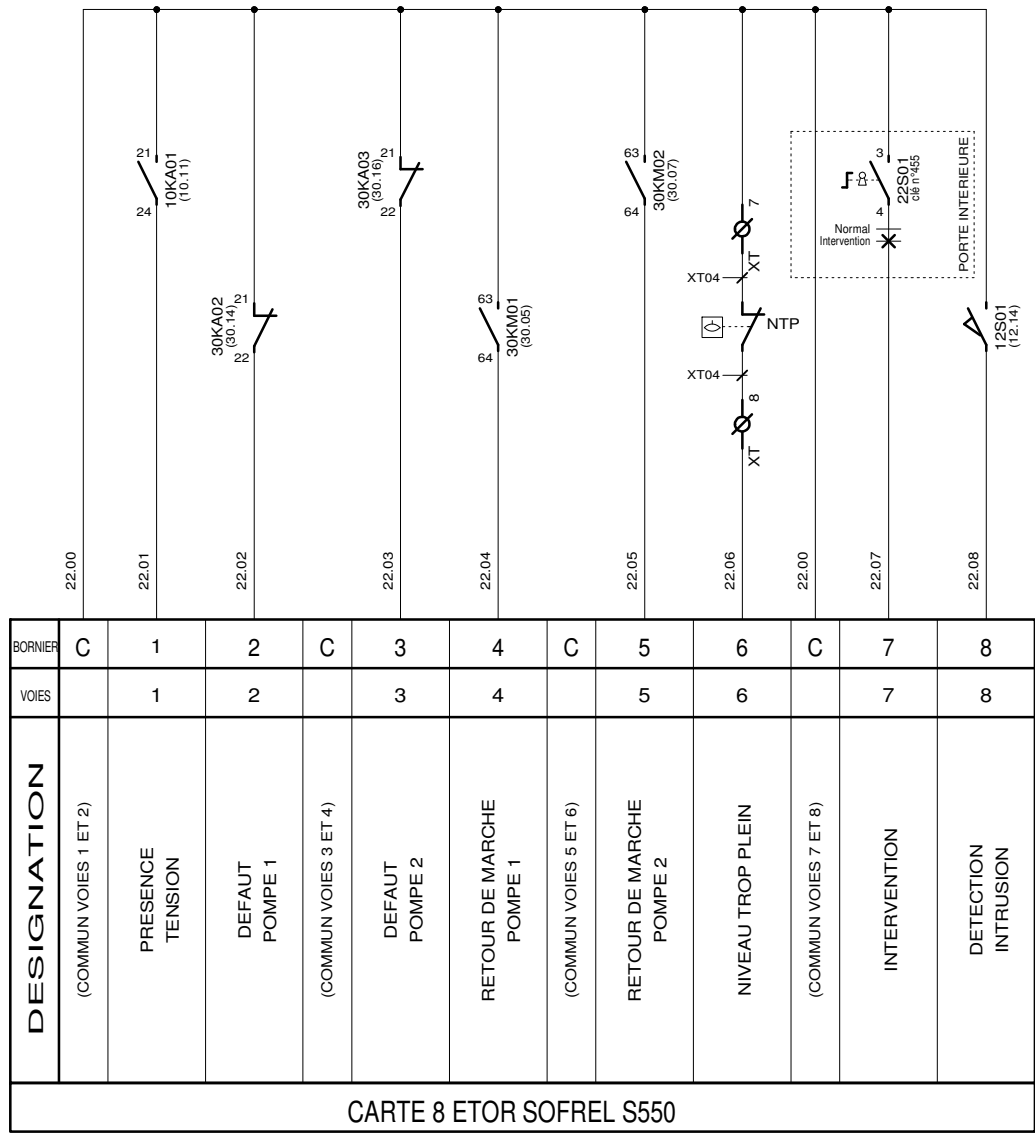 21
10KA01
(10.11)
24
21
30KA03
(30.16)
22
63
30KM02
(30.07)
64
3
22S01
clé n°455
4
Normal
Intervention
PORTE INTERIEURE
7
XT
XT04
21
30KA02
(30.14)
22
63
30KM01
(30.05)
64
NTP
12S01
(12.14)
XT04
8
XT
22.00
22.01
22.02
22.03
22.04
22.05
22.06
22.00
22.07
22.08
BORNIER C 1 2 C 3 4 C 5 6 C 7 8
VOIES 1 2 3 4 5 6 7 8
DESIGNATION
(COMMUN VOIES 1 ET 2)
PRESENCE
TENSION
DEFAUT
POMPE 1
(COMMUN VOIES 3 ET 4)
DEFAUT
POMPE 2
RETOUR DE MARCHE
POMPE 1
(COMMUN VOIES 5 ET 6)
RETOUR DE MARCHE
POMPE 2
NIVEAU TROP PLEIN
(COMMUN VOIES 7 ET 8)
INTERVENTION
DETECTION
INTRUSION
CARTE 8 ETOR SOFREL S550